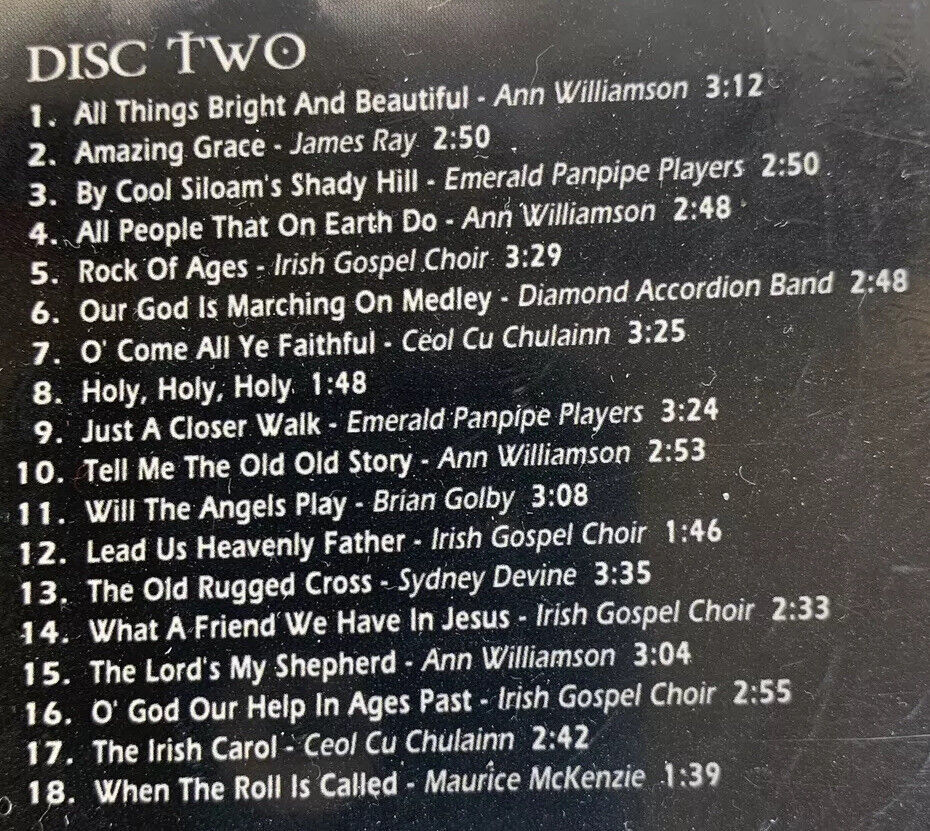 DISC TWO
1. All Things Bright And Beautiful - Ann Williamson 3:12
2. Amazing Grace - James Ray 2:50
3. By Cool Siloam's Shady Hill - Emerald Panpipe Players 2:50
4. All People That On Earth Do - Ann Williamson 2:48
5. Rock Of Ages - Irish Gospel Choir 3:29
6. Our God Is Marching On Medley - Diamond Accordion Band 2:48
7. O' Come All Ye Faithful - Ceol Cu Chulainn 3:25
8. Holy, Holy, Holy 1:48
9. Just A Closer Walk - Emerald Panpipe Players 3:24
10. Tell Me The Old Old Story - Ann Williamson 2:53
11. Will The Angels Play - Brian Golby 3:08
12. Lead Us Heavenly Father - Irish Gospel Choir 1:46
13. The Old Rugged Cross - Sydney Devine 3:35
14. What A Friend We Have In Jesus - Irish Gospel Choir 2:33
15. The Lord's My Shepherd - Ann Williamson 3:04
16. O' God Our Help In Ages Past - Irish Gospel Choir 2:55
17. The Irish Carol - Ceol Cu Chulainn 2:42
18. When The Roll Is Called - Maurice McKenzie 1:39